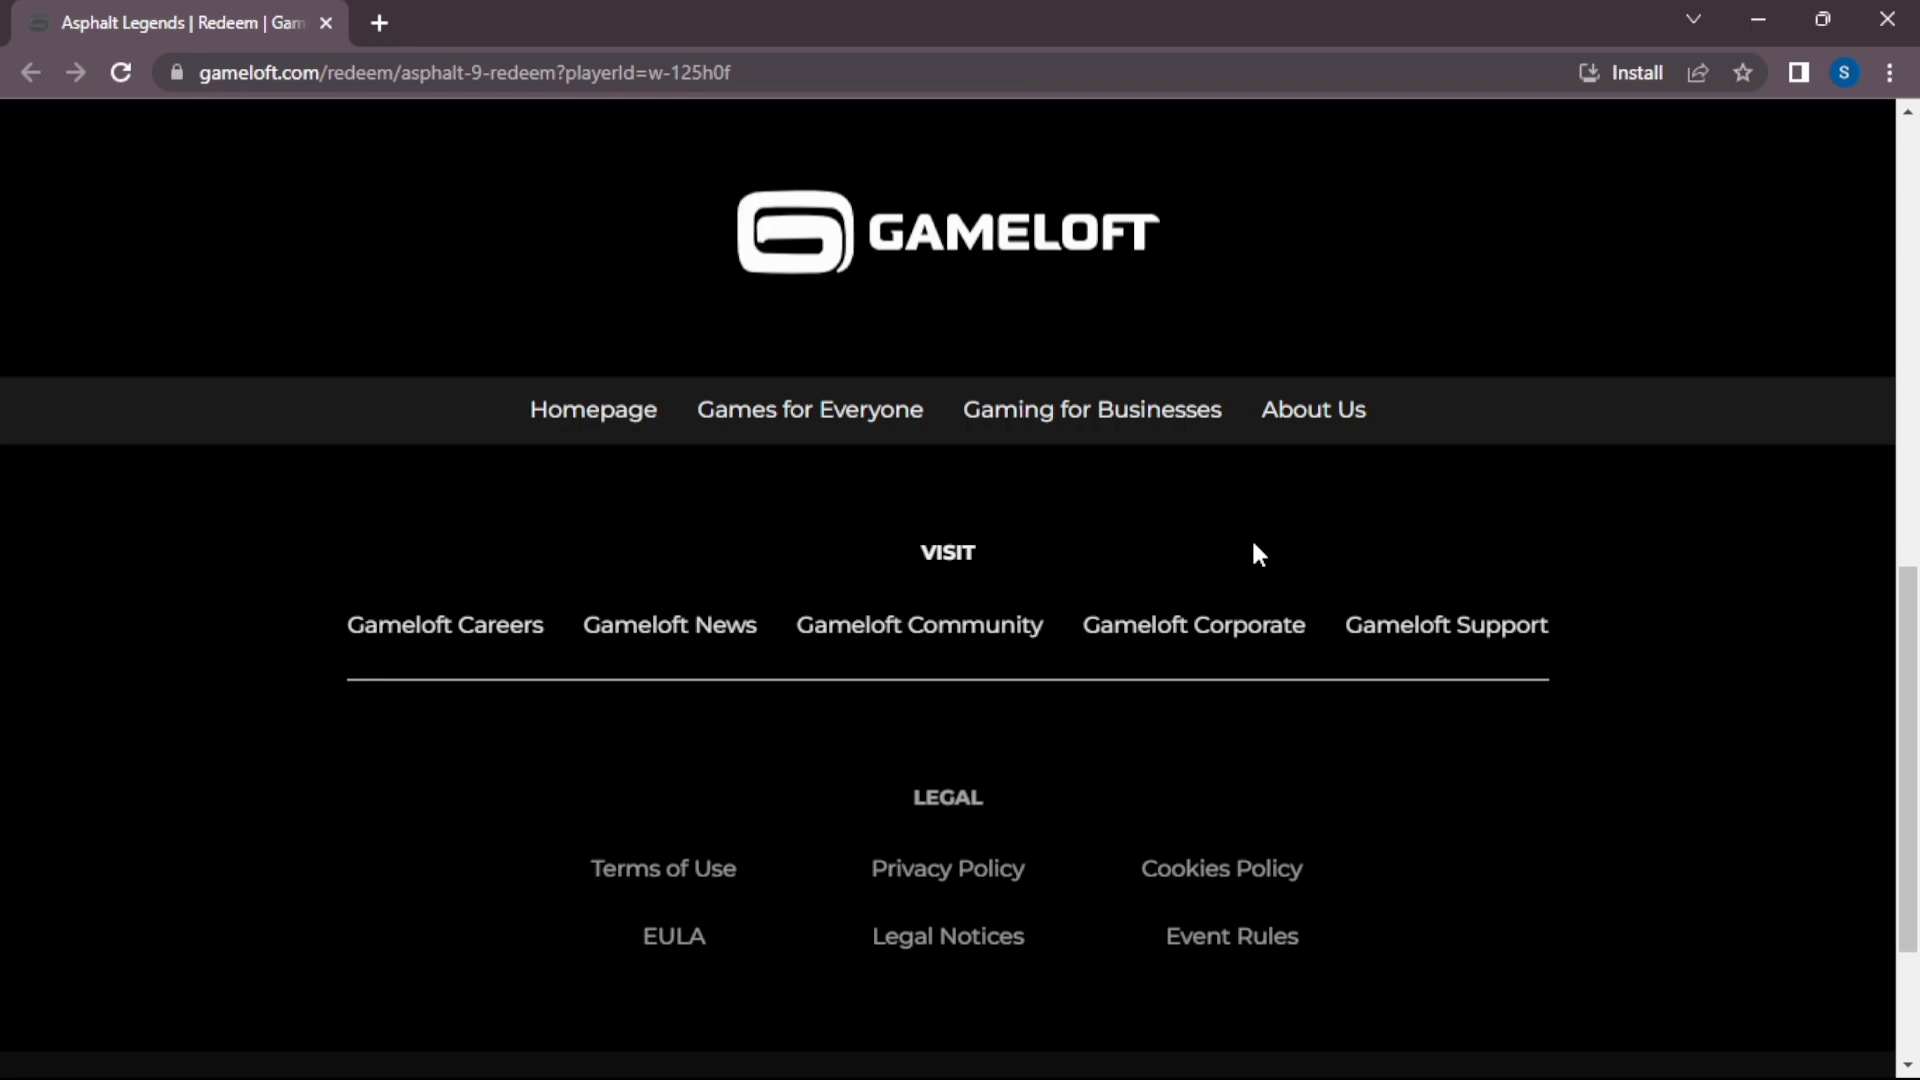 Asphalt Legends | Redeem | Gam
gameloft.com/redeem/asphalt-9-redeem?playerId=w-125h0f
Install
S
GAMELOFT
Homepage Games for Everyone Gaming for Businesses About Us
VISIT
Gameloft Careers Gameloft News Gameloft Community Gameloft Corporate Gameloft Support
LEGAL
Terms of Use Privacy Policy Cookies Policy
EULA Legal Notices Event Rules